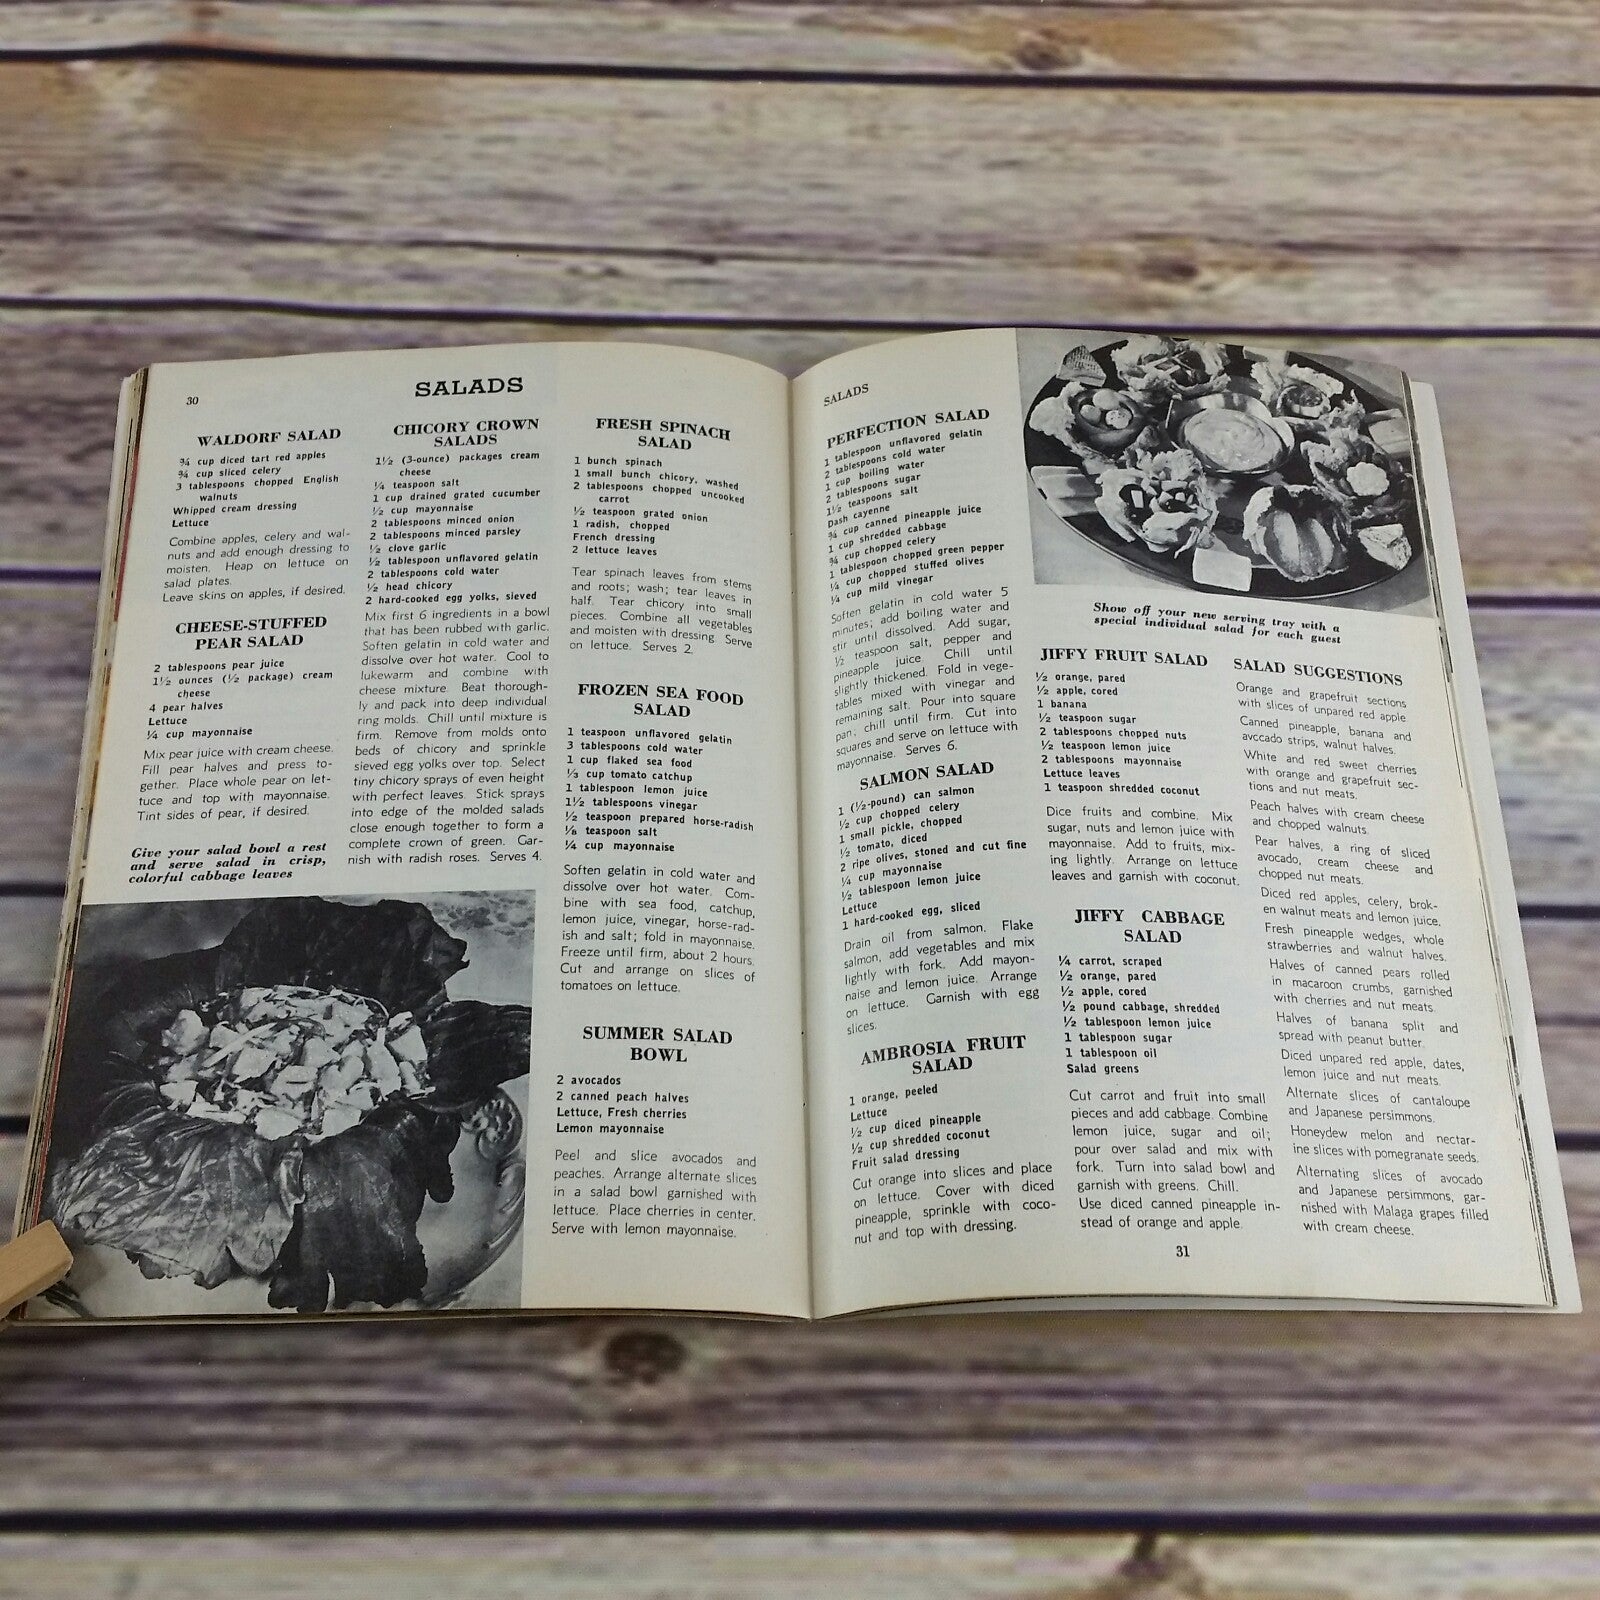 30
SALADS
WALDORF SALAD
¾ cup diced tart red apples
¾ cup sliced celery
3 tablespoons chopped English
walnuts
Whipped cream dressing
Lettuce
Combine apples, celery and wal-
nuts and add enough dressing to
moisten. Heap on lettuce on
salad plates.
Leave skins on apples, if desired.
CHEESE-STUFFED
PEAR SALAD
2 tablespoons pear juice
1½ ounces (½ package) cream
cheese
4 pear halves
Lettuce
¼ cup mayonnaise
Mix pear juice with cream cheese.
Fill pear halves and press to-
gether. Place whole pear on let-
tuce and top with mayonnaise.
Tint sides of pear, if desired.
Give your salad bowl a rest
and serve salad in crisp,
colorful cabbage leaves
CHICORY CROWN
SALADS
1½ (3-ounce) packages cream
cheese
¼ teaspoon salt
1 cup drained grated cucumber
½ cup mayonnaise
2 tablespoons minced onion
2 tablespoons minced parsley
½ clove garlic
½ tablespoon unflavored gelatin
2 tablespoons cold water
½ head chicory
2 hard-cooked egg yolks, sieved
Mix first 6 ingredients in a bowl
that has been rubbed with garlic.
Soften gelatin in cold water and
dissolve over hot water. Cool to
lukewarm and combine with
cheese mixture. Beat thorough-
ly and pack into deep individual
ring molds. Chill until mixture is
firm. Remove from molds onto
beds of chicory and sprinkle
sieved egg yolks over top. Select
tiny chicory sprays of even height
with perfect leaves. Stick sprays
into edge of the molded salads
close enough together to form a
complete crown of green. Gar-
nish with radish roses. Serves 4.
FRESH SPINACH
SALAD
1 bunch spinach
1 small bunch chicory, washed
2 tablespoons chopped uncooked
carrot
½ teaspoon grated onion
1 radish, chopped
French dressing
2 lettuce leaves
Tear spinach leaves from stems
and roots; wash; tear leaves in
half. Tear chicory into small
pieces. Combine all vegetables
and moisten with dressing. Serve
on lettuce. Serves 2.
FROZEN SEA FOOD
SALAD
1 teaspoon unflavored gelatin
3 tablespoons cold water
1 cup flaked sea food
⅓ cup tomato catchup
1 tablespoon lemon juice
1½ tablespoons vinegar
½ teaspoon prepared horse-radish
⅛ teaspoon salt
¼ cup mayonnaise
Soften gelatin in cold water and
dissolve over hot water. Com-
bine with sea food, catchup,
lemon juice, vinegar, horse-rad-
ish and salt; fold in mayonnaise.
Freeze until firm, about 2 hours.
Cut and arrange on slices of
tomatoes on lettuce.
SUMMER SALAD
BOWL
2 avocados
2 canned peach halves
Lettuce, Fresh cherries
Lemon mayonnaise
Peel and slice avocados and
peaches. Arrange alternate slices
in a salad bowl garnished with
lettuce. Place cherries in center.
Serve with lemon mayonnaise.
SALADS
PERFECTION SALAD
1 tablespoon unflavored gelatin
2 tablespoons cold water
1 cup boiling water
2 tablespoons sugar
1½ teaspoons salt
Dash cayenne
¾ cup canned pineapple juice
1 cup shredded cabbage
¾ cup chopped celery
1 tablespoon chopped green pepper
¼ cup chopped stuffed olives
¼ cup mild vinegar
Soften gelatin in cold water 5
minutes; add boiling water and
stir until dissolved. Add sugar,
½ teaspoon salt, pepper and
pineapple juice. Chill until
slightly thickened. Fold in vege-
tables mixed with vinegar and
remaining salt. Pour into square
pan, chill until firm. Cut into
squares and serve on lettuce with
mayonnaise. Serves 6.
SALMON SALAD
1 (½-pound) can salmon
½ cup chopped celery
1 small pickle, chopped
½ tomato, diced
2 ripe olives, stoned and cut fine
¼ cup mayonnaise
½ tablespoon lemon juice
Lettuce
1 hard-cooked egg, sliced
Drain oil from salmon. Flake
salmon, add vegetables and mix
lightly with fork. Add mayon-
naise and lemon juice. Arrange
on lettuce. Garnish with egg
slices.
AMBROSIA FRUIT
SALAD
1 orange, peeled
Lettuce
½ cup diced pineapple
½ cup shredded coconut
Fruit salad dressing
Cut orange into slices and place
on lettuce. Cover with diced
pineapple, sprinkle with coco-
nut and top with dressing.
Show off your new serving tray with a
special individual salad for each guest
JIFFY FRUIT SALAD
½ orange, pared
½ apple, cored
1 banana
½ teaspoon sugar
2 tablespoons chopped nuts
½ teaspoon lemon juice
2 tablespoons mayonnaise
Lettuce leaves
1 teaspoon shredded coconut
Dice fruits and combine. Mix
sugar, nuts and lemon juice with
mayonnaise. Add to fruits, mix-
ing lightly. Arrange on lettuce
leaves and garnish with coconut.
JIFFY CABBAGE
SALAD
¼ carrot, scraped
½ orange, pared
½ apple, cored
½ pound cabbage, shredded
½ tablespoon lemon juice
1 tablespoon sugar
1 tablespoon oil
Salad greens
Cut carrot and fruit into small
pieces and add cabbage. Combine
lemon juice, sugar and oil;
pour over salad and mix with
fork. Turn into salad bowl and
garnish with greens. Chill.
Use diced canned pineapple in-
stead of orange and apple.
SALAD SUGGESTIONS
Orange and grapefruit sections
with slices of unpared red apple
Canned pineapple, banana and
avocado strips, walnut halves.
White and red sweet cherries
with orange and grapefruit sec-
tions and nut meats.
Peach halves with cream cheese
and chopped walnuts.
Pear halves, a ring of sliced
avocado, cream cheese and
chopped nut meats.
Diced red apples, celery, brok-
en walnut meats and lemon juice.
Fresh pineapple wedges, whole
strawberries and walnut halves.
Halves of canned pears rolled
in macaroon crumbs, garnished
with cherries and nut meats.
Halves of banana split and
spread with peanut butter.
Diced unpared red apple, dates,
lemon juice and nut meats.
Alternate slices of cantaloupe
and Japanese persimmons.
Honeydew melon and nectar-
ine slices with pomegranate seeds.
Alternating slices of avocado
and Japanese persimmons, gar-
nished with Malaga grapes filled
with cream cheese.
31